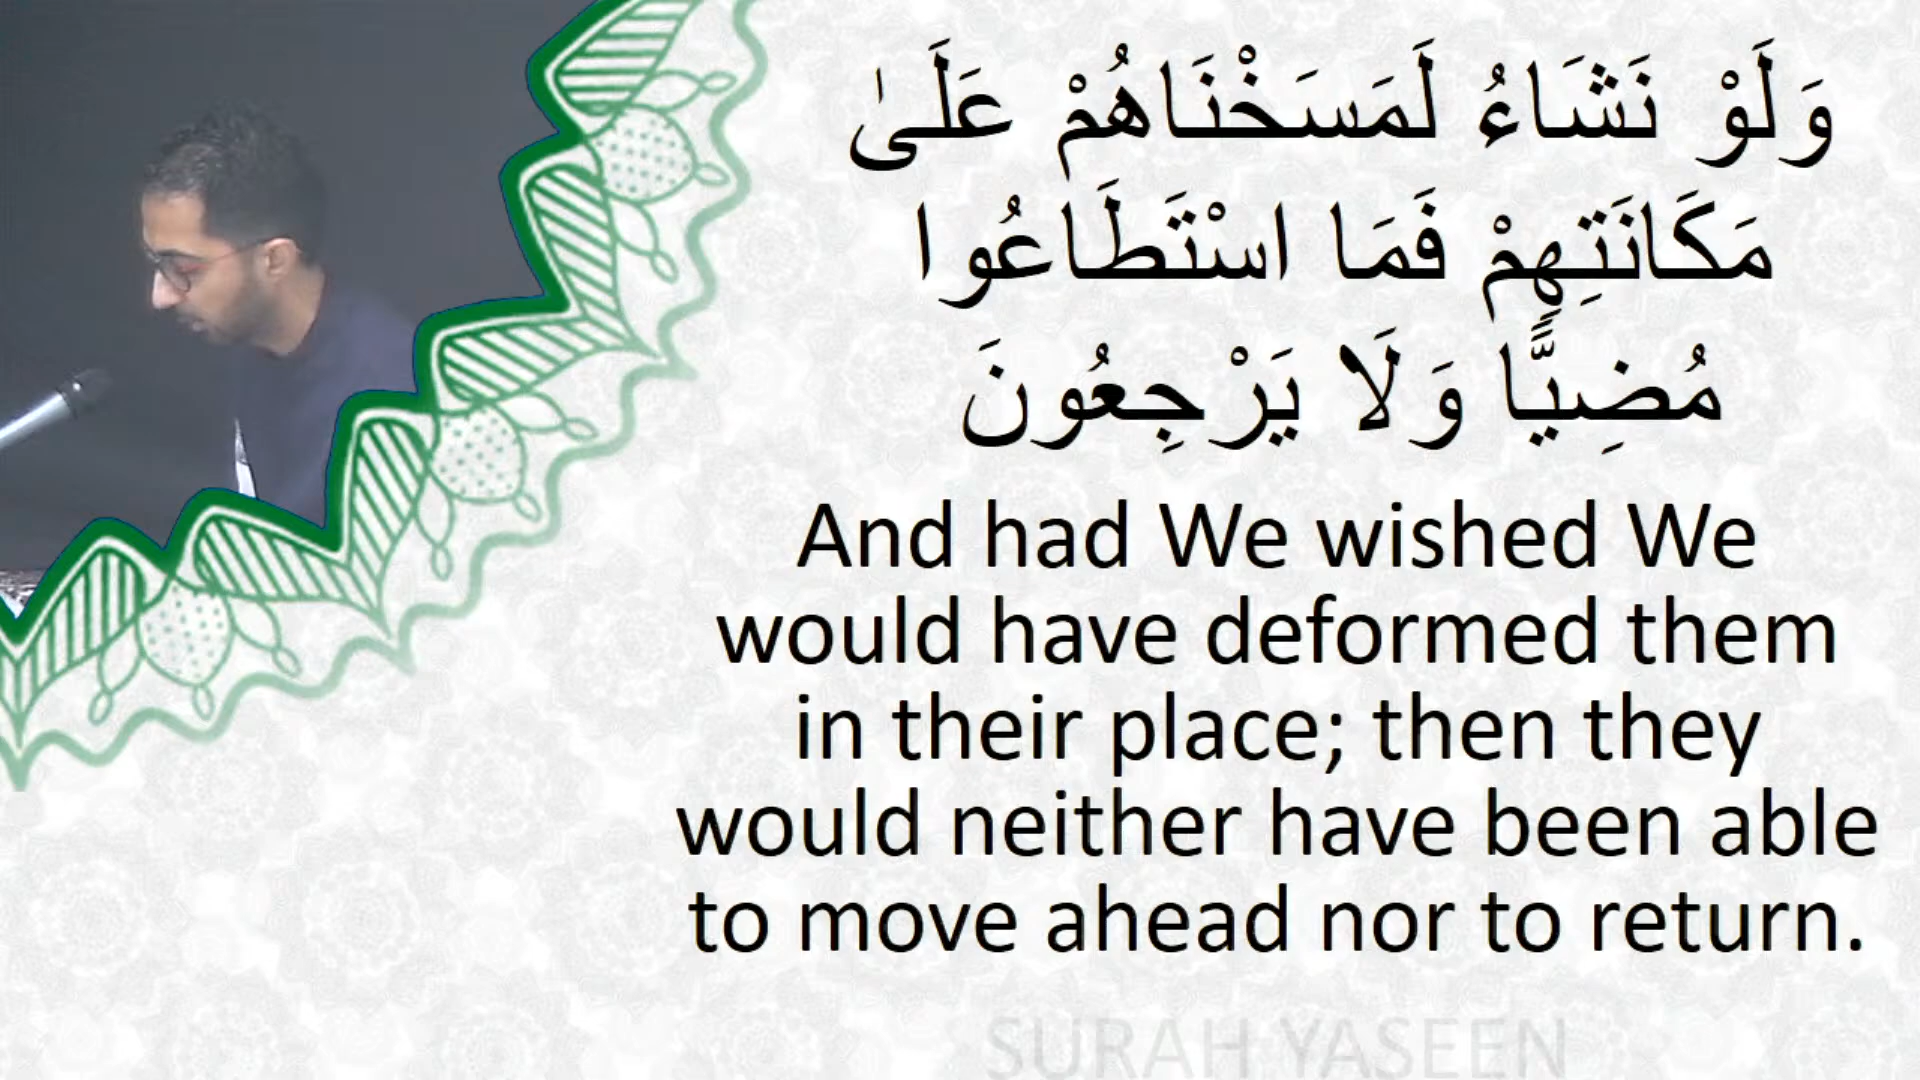 وَلَوْ نَشَاءُ لَمَسَخْنَاهُمْ عَلَىٰ
مَكَانَتِهِمْ فَمَا اسْتَطَاعُوا
مُضِيًّا وَلَا يَرْجِعُونَ
And had We wished We
would have deformed them
in their place; then they
would neither have been able
to move ahead nor to return.
SURAH YASEEN